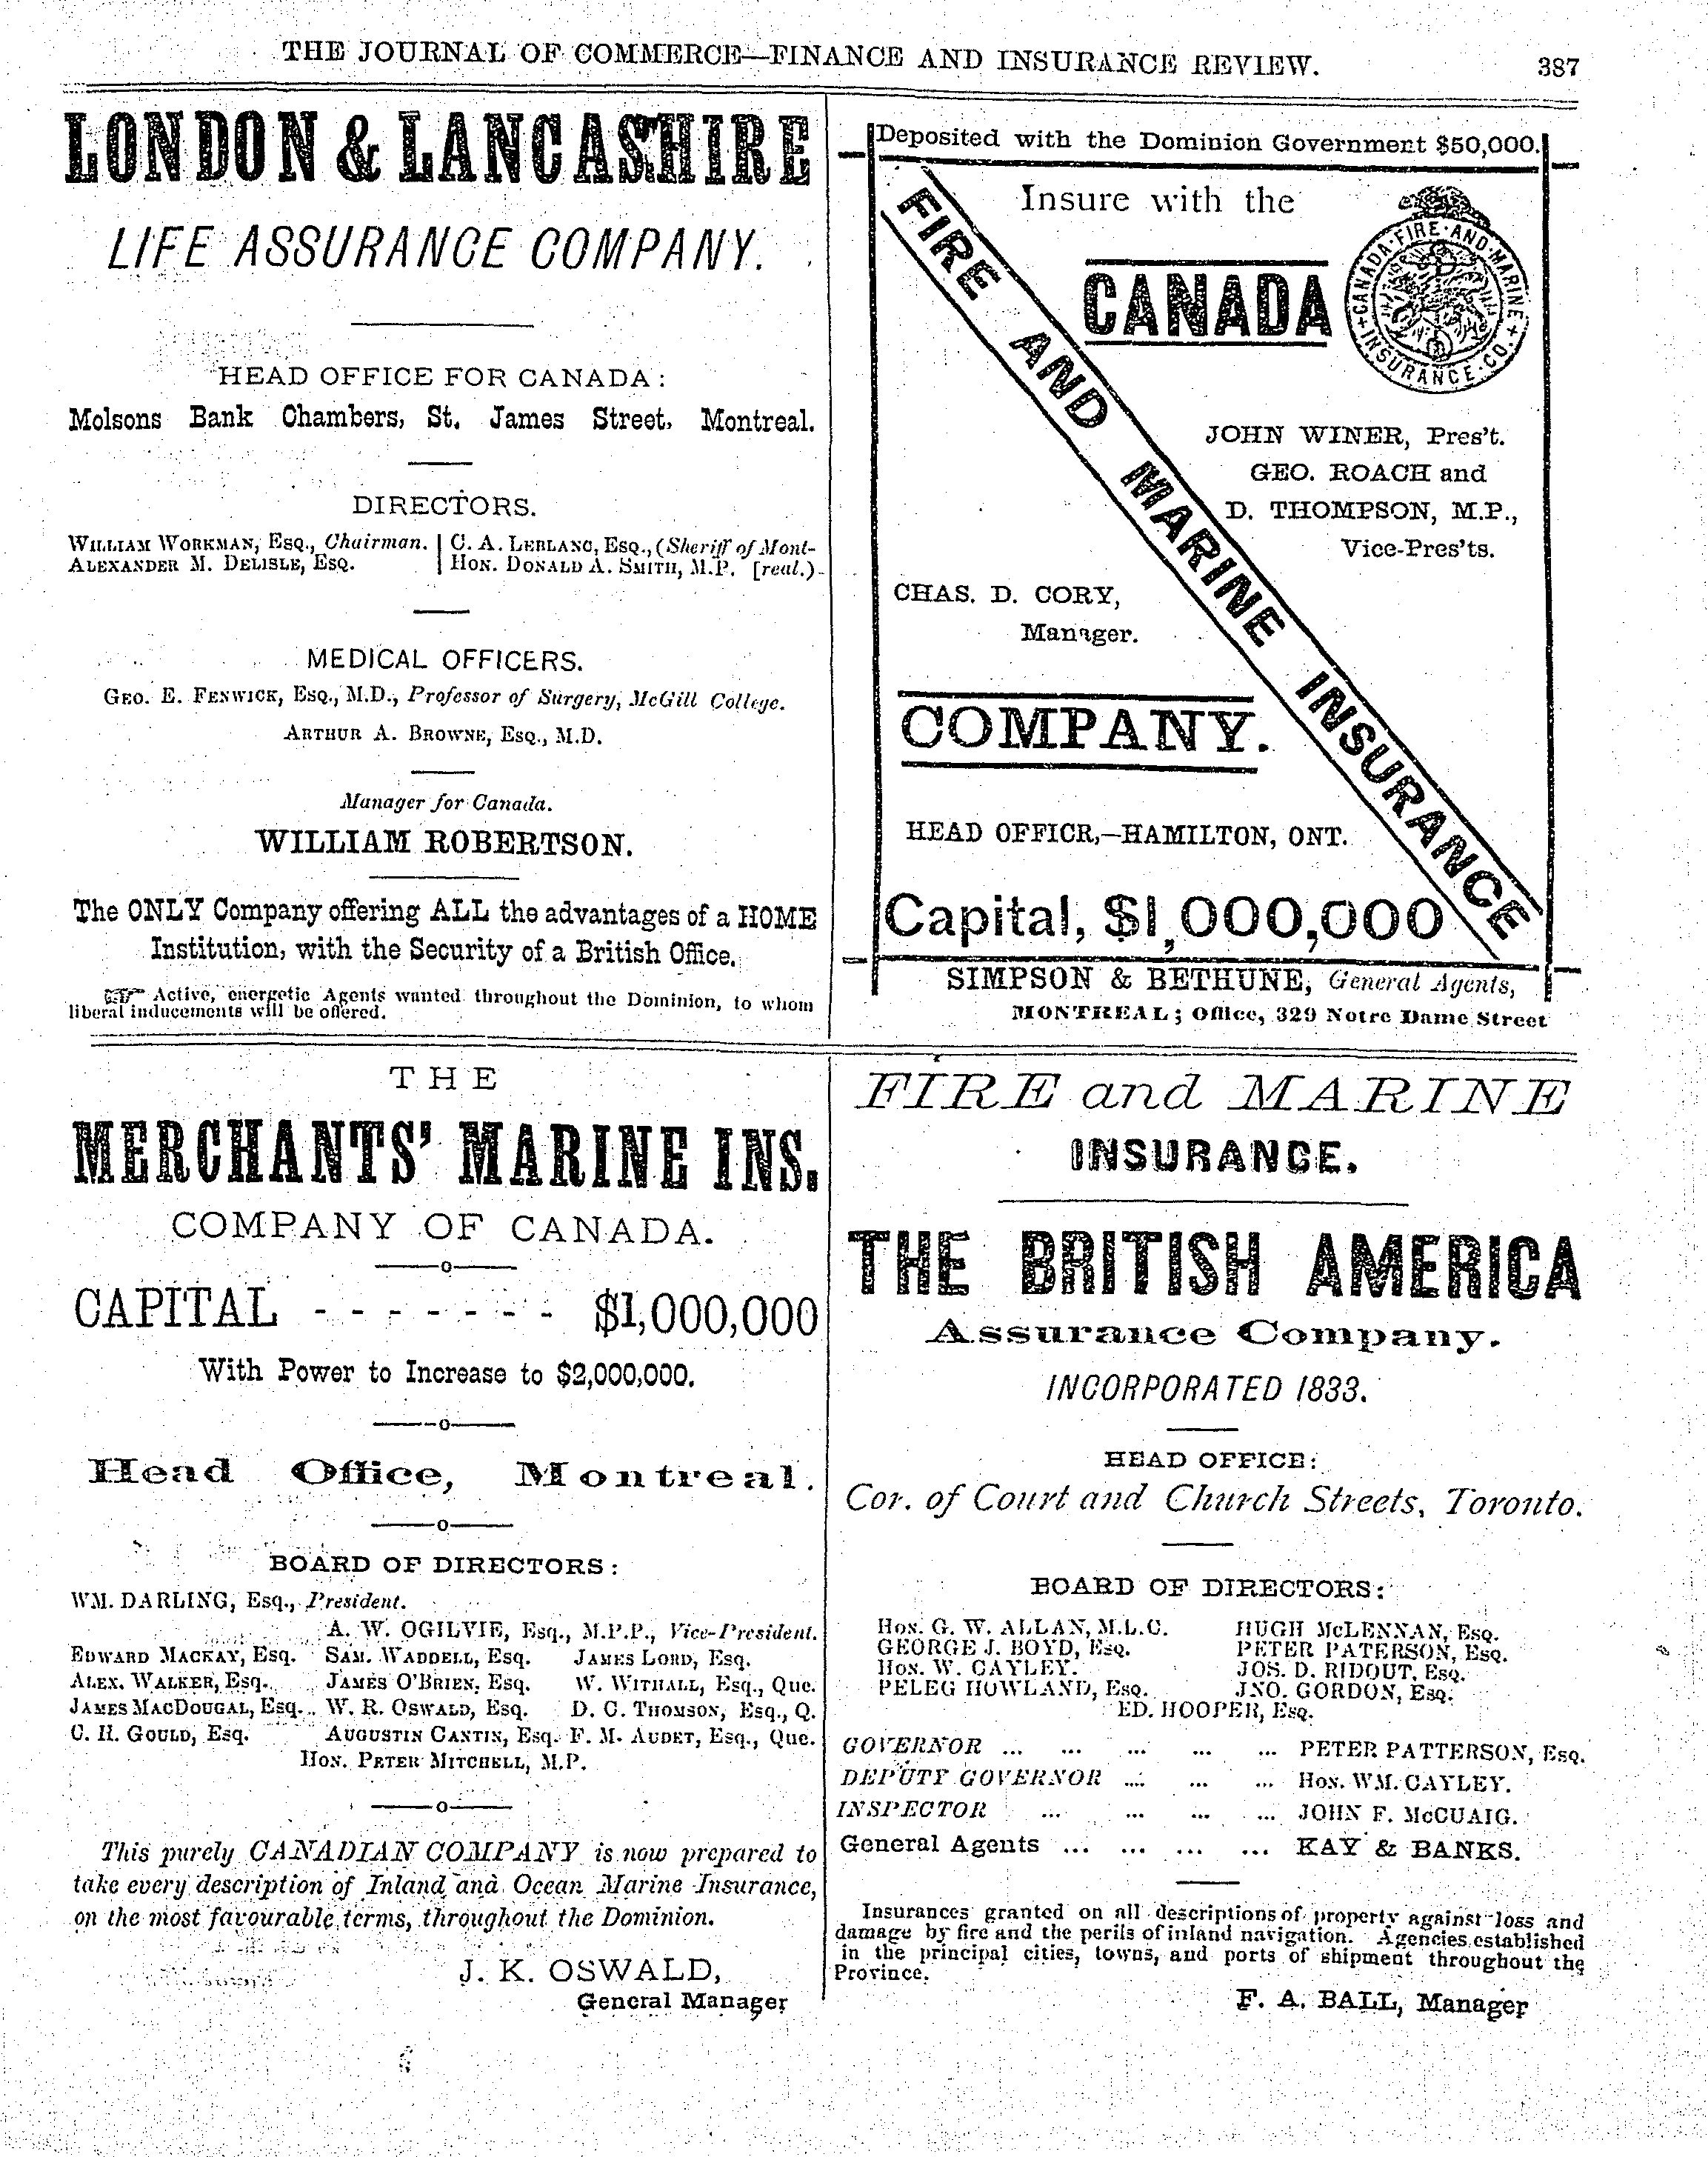 THE JOURNAL OF COMMERCE—FINANCE AND INSURANCE REVIEW. 387
LONDON & LANCASHIRE
LIFE ASSURANCE COMPANY.
HEAD OFFICE FOR CANADA:
Molsons Bank Chambers, St. James Street, Montreal.
DIRECTORS.
WILLIAM WORKMAN, ESQ., Chairman. | C. A. LEBLANC, ESQ., (Sheriff of Mont-
ALEXANDER M. DELISLE, ESQ. | HON. DONALD A. SMITH, M.P. [real.)
MEDICAL OFFICERS.
GEO. E. FENWICK, ESQ., M.D., Professor of Surgery, McGill College.
ARTHUR A. BROWNE, ESQ., M.D.
Manager for Canada.
WILLIAM ROBERTSON.
The ONLY Company offering ALL the advantages of a HOME
Institution, with the Security of a British Office.
☞ Active, energetic Agents wanted throughout the Dominion, to whom
liberal inducements will be offered.
Deposited with the Dominion Government $50,000.
Insure with the
CANADA
CANADA·FIRE·AND·MARINE+INSURANCE·CO.+
FIRE AND MARINE INSURANCE
JOHN WINER, Pres't.
GEO. ROACH and
D. THOMPSON, M.P.,
Vice-Pres'ts.
CHAS. D. CORY,
Manager.
COMPANY.
HEAD OFFICR,—HAMILTON, ONT.
Capital, $1,000,000
SIMPSON & BETHUNE, General Agents,
MONTREAL; Office, 329 Notre Dame Street
THE
MERCHANTS' MARINE INS.
COMPANY OF CANADA.
CAPITAL - - - - - - - $1,000,000
With Power to Increase to $2,000,000.
Head Office, Montreal.
BOARD OF DIRECTORS:
WM. DARLING, Esq., President.
A. W. OGILVIE, Esq., M.P.P., Vice-President.
EDWARD MACKAY, Esq. SAM. WADDELL, Esq. JAMES LORD, Esq.
ALEX. WALKER, Esq. JAMES O'BRIEN, Esq. W. WITHALL, Esq., Que.
JAMES MACDOUGAL, Esq. W. R. OSWALD, Esq. D. C. THOMSON, Esq., Q.
C. H. GOULD, Esq. AUGUSTIN CANTIN, Esq. F. M. AUDET, Esq., Que.
HON. PETER MITCHELL, M.P.
This purely CANADIAN COMPANY is now prepared to
take every description of Inland and Ocean Marine Insurance,
on the most favourable terms, throughout the Dominion.
J. K. OSWALD,
General Manager
FIRE and MARINE
INSURANCE.
THE BRITISH AMERICA
Assurance Company.
INCORPORATED 1833.
HEAD OFFICE:
Cor. of Court and Church Streets, Toronto.
BOARD OF DIRECTORS:
HON. G. W. ALLAN, M.L.C. HUGH McLENNAN, ESQ.
GEORGE J. BOYD, ESQ. PETER PATERSON, ESQ.
HON. W. CAYLEY. JOS. D. RIDOUT, ESQ.
PELEG HOWLAND, ESQ. JNO. GORDON, ESQ.
ED. HOOPER, ESQ.
GOVERNOR ... ... ... ... ... PETER PATTERSON, ESQ.
DEPUTY GOVERNOR ... ... ... HON. WM. CAYLEY.
INSPECTOR ... ... ... ... JOHN F. McCUAIG.
General Agents ... ... ... ... KAY & BANKS.
Insurances granted on all descriptions of property against loss and
damage by fire and the perils of inland navigation. Agencies established
in the principal cities, towns, and ports of shipment throughout the
Province.
F. A. BALL, Manager